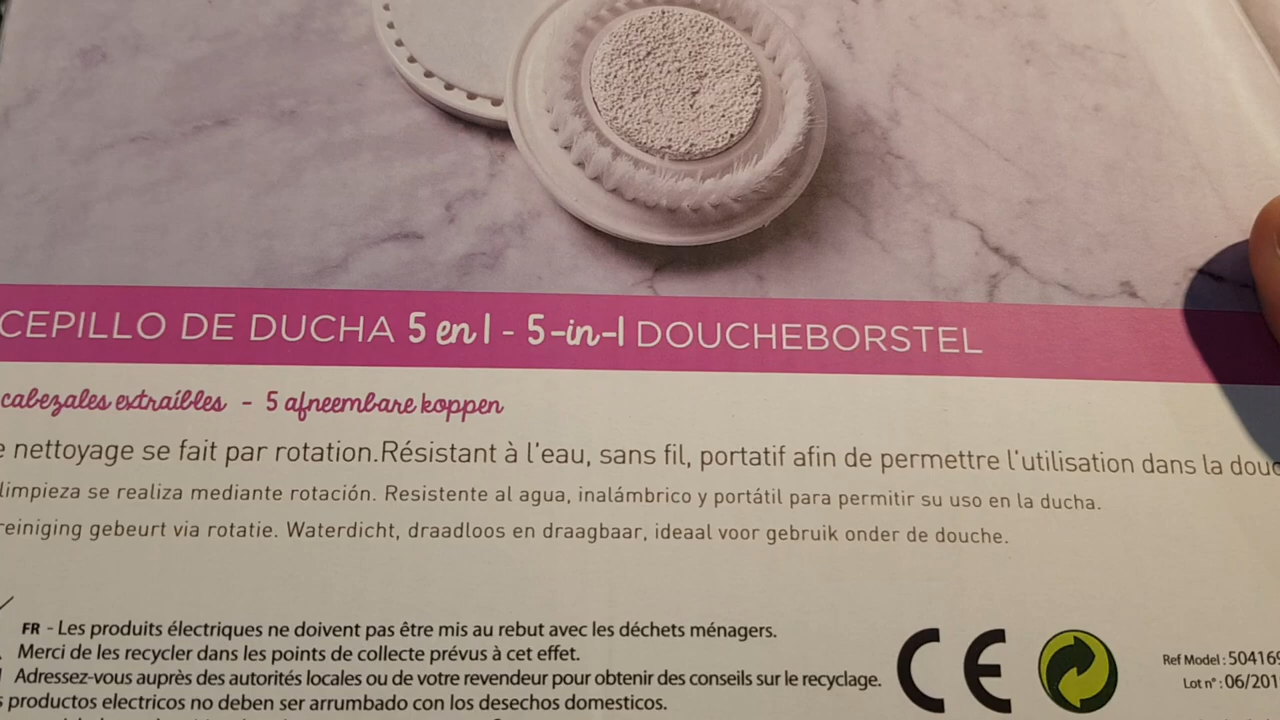 CEPILLO DE DUCHA 5 en 1 - 5-in-1 DOUCHEBORSTEL
cabezales extraíbles - 5 afneembare koppen
nettoyage se fait par rotation.Résistant à l'eau, sans fil, portatif afin de permettre l'utilisation dans la
limpieza se realiza mediante rotación. Resistente al agua, inalámbrico y portátil para permitir su uso en la ducha.
reiniging gebeurt via rotatie. Waterdicht, draadloos en draagbaar, ideaal voor gebruik onder de douche.
FR - Les produits électriques ne doivent pas être mis au rebut avec les déchets ménagers.
Merci de les recycler dans les points de collecte prévus à cet effet.
Adressez-vous auprès des autorités locales ou de votre revendeur pour obtenir des conseils sur le recyclage.
productos electricos no deben ser arrumbado con los desechos domesticos.
CE
Ref Model : 504169
Lot n° : 06/201